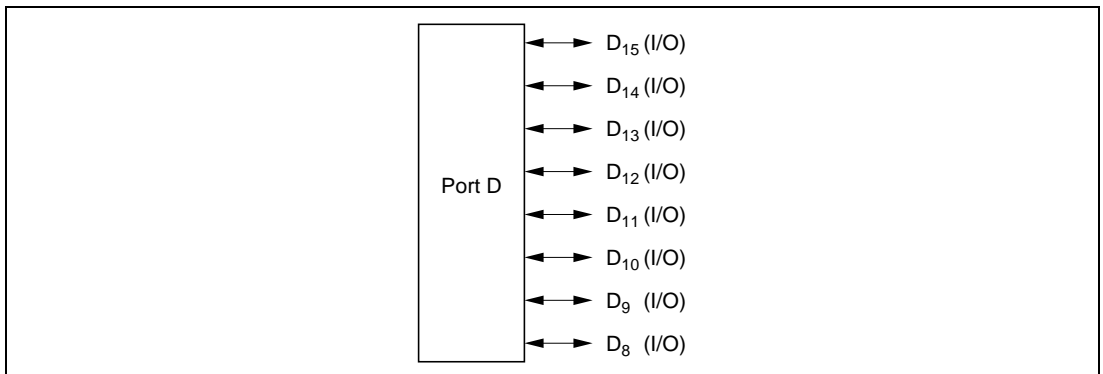 D15 (I/O)
D14 (I/O)
D13 (I/O)
D12 (I/O)
Port D
D11 (I/O)
D10 (I/O)
D9 (I/O)
D8 (I/O)